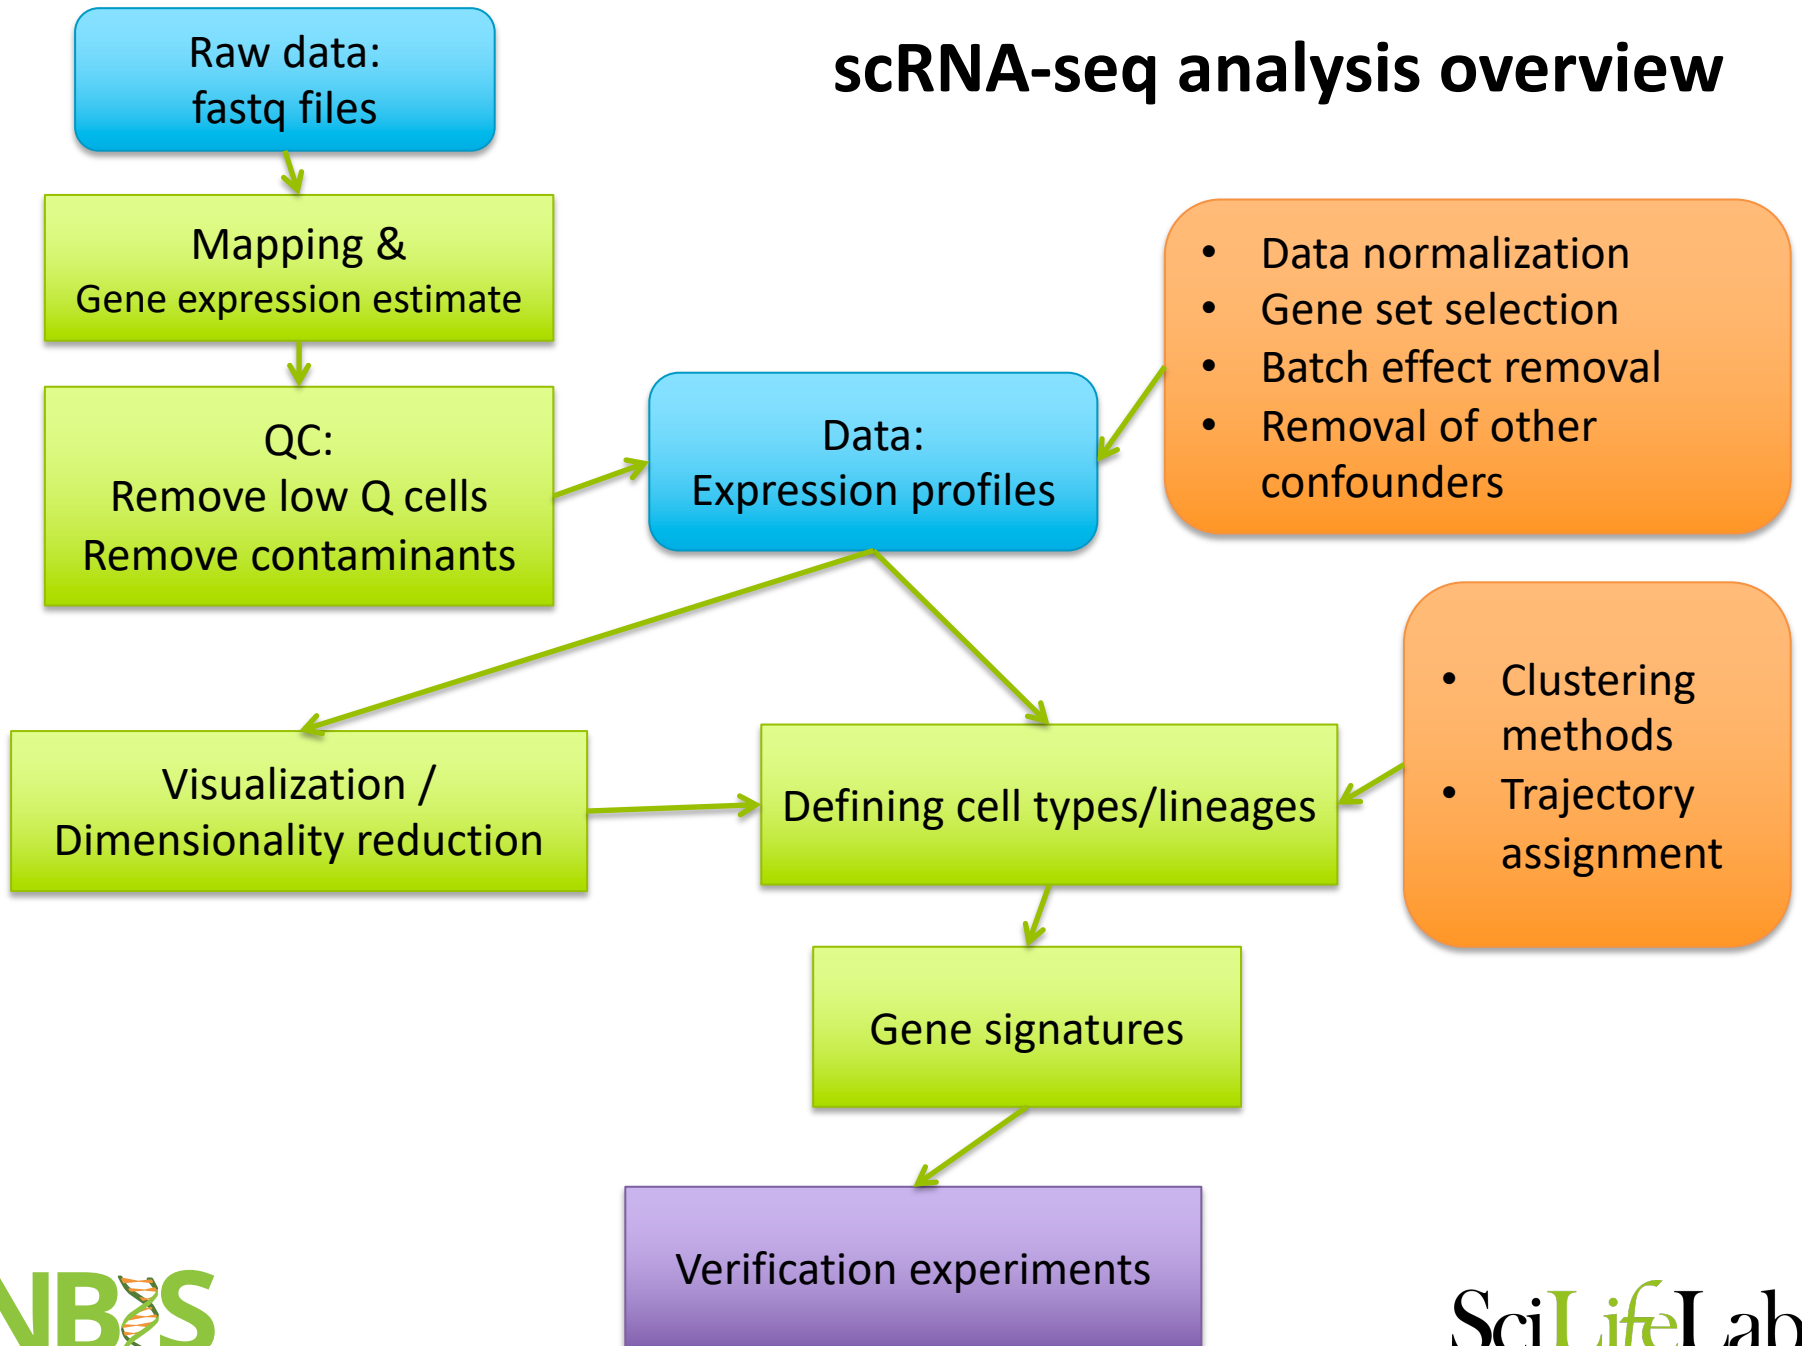 scRNA-seq analysis overview
Raw data:
fastq files
Mapping &
Gene expression estimate
QC:
Remove low Q cells
Remove contaminants
Data:
Expression profiles
• Data normalization
• Gene set selection
• Batch effect removal
• Removal of other
confounders
Visualization /
Dimensionality reduction
Defining cell types/lineages
• Clustering
methods
• Trajectory
assignment
Gene signatures
Verification experiments
NBIS
SciLifeLab